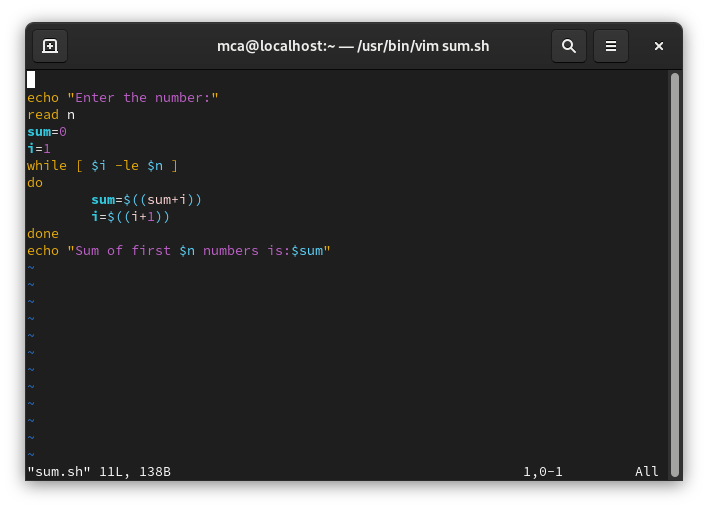 mca@localhost:~ — /usr/bin/vim sum.sh
echo "Enter the number:"
read n
sum=0
i=1
while [ $i -le $n ]
do
        sum=$((sum+i))
        i=$((i+1))
done
echo "Sum of first $n numbers is:$sum"
~
~
~
~
~
~
~
~
~
~
~
~
"sum.sh" 11L, 138B 1,0-1 All